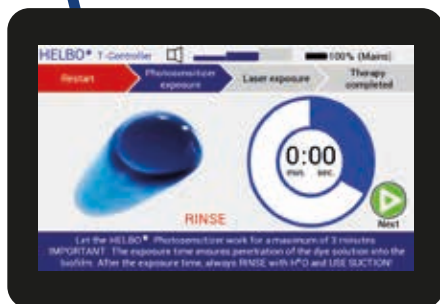 HELBO® T-Controller 100% (Mains)
Restart
Photosensitizer
exposure
Laser exposure
Therapy
completed
0:00
min. sec.
RINSE
Next
Let the HELBO® Photosensitizer work for a maximum of 3 minutes
IMPORTANT: The exposure time ensures penetration of the dye solution into the
biofilm. After the exposure time, always RINSE with H²O and USE SUCTION!